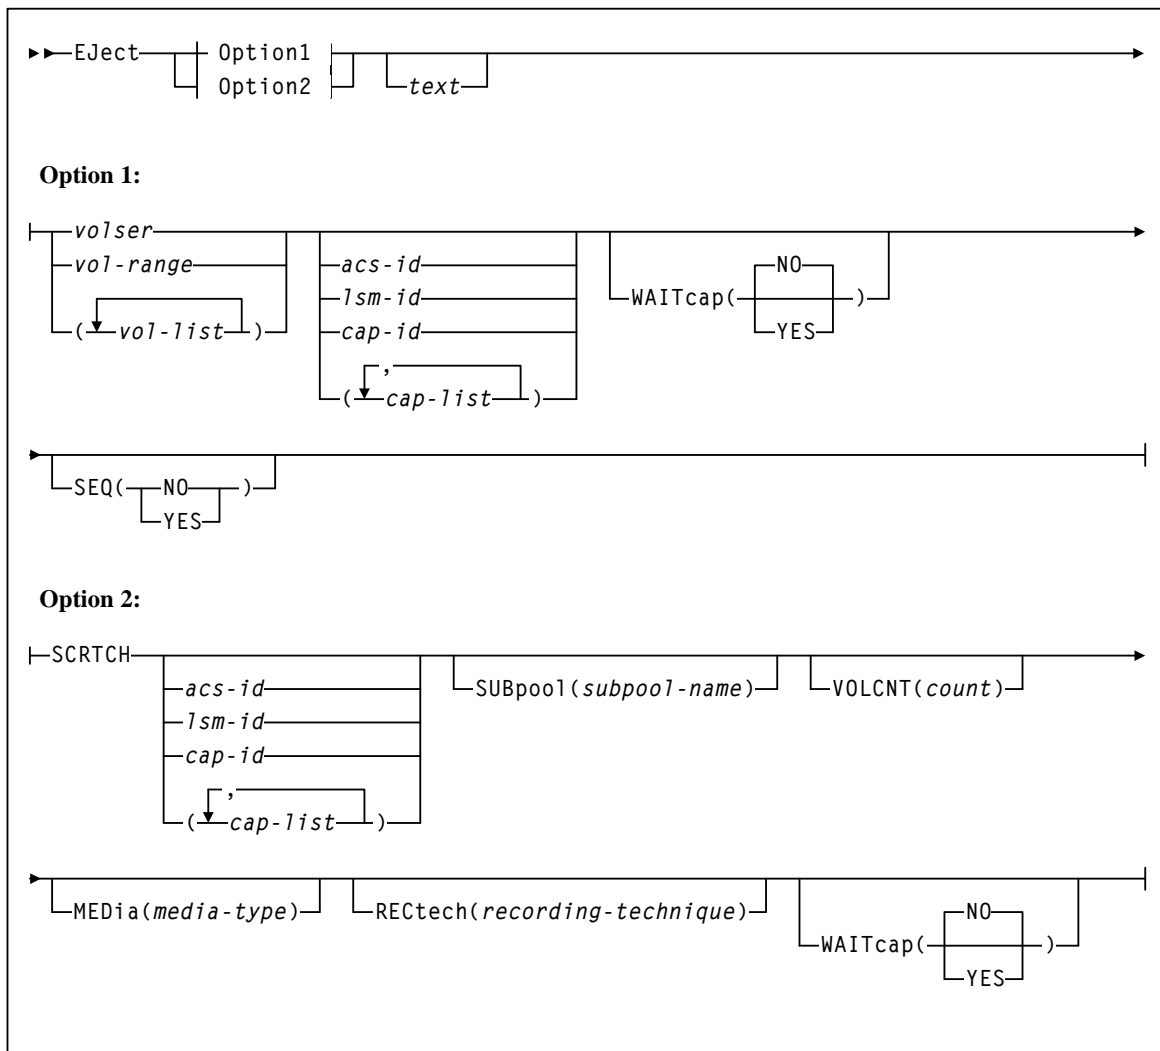 EJect Option1
Option2 text
Option 1:
volser
vol-range acs-id NO
lsm-id WAITcap( )
(vol-list) cap-id YES
,
(cap-list)
SEQ( NO )
YES
Option 2:
SCRTCH
acs-id SUBpool(subpool-name) VOLCNT(count)
lsm-id
cap-id
,
(cap-list)
MEDia(media-type) RECtech(recording-technique) NO
WAITcap( )
YES